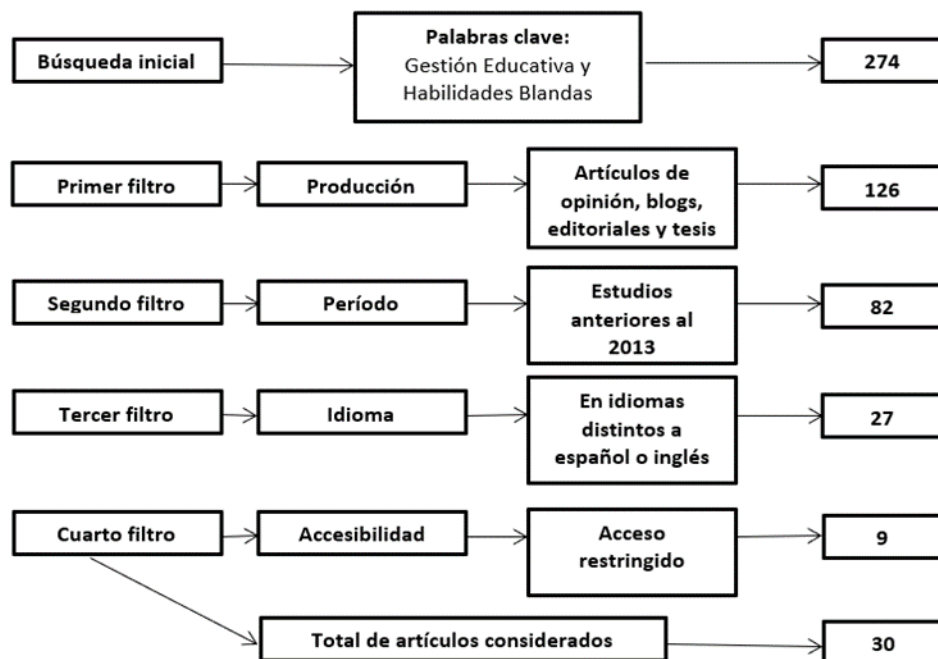 Búsqueda inicial
Palabras clave:
Gestión Educativa y
Habilidades Blandas
274
Primer filtro
Producción
Artículos de
opinión, blogs,
editoriales y tesis
126
Segundo filtro
Período
Estudios
anteriores al
2013
82
Tercer filtro
Idioma
En idiomas
distintos a
español o inglés
27
Cuarto filtro
Accesibilidad
Acceso
restringido
9
Total de artículos considerados
30